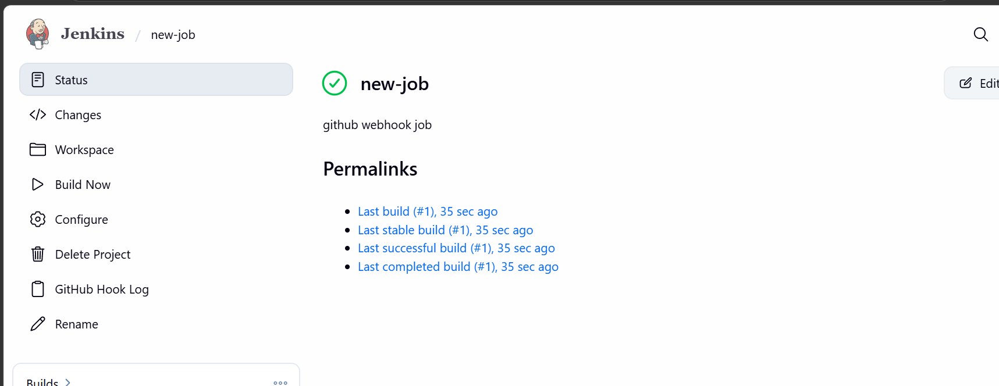 Jenkins / new-job
Status
Changes
Workspace
Build Now
Configure
Delete Project
GitHub Hook Log
Rename
Builds
new-job
Edit
github webhook job
Permalinks
Last build (#1), 35 sec ago
Last stable build (#1), 35 sec ago
Last successful build (#1), 35 sec ago
Last completed build (#1), 35 sec ago